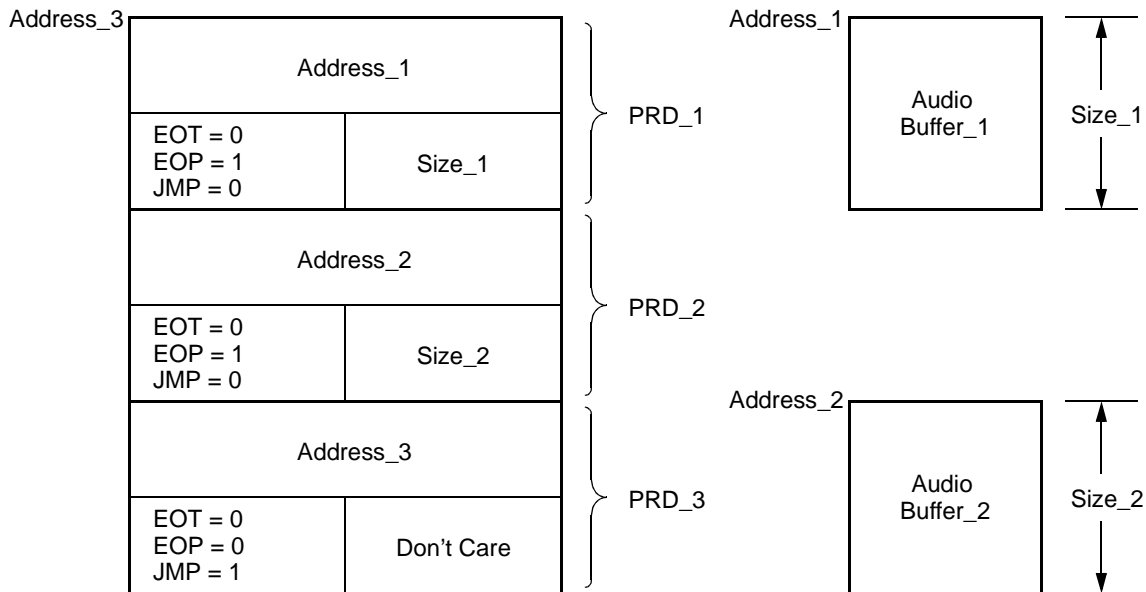 Address_3
Address_1
EOT = 0
EOP = 1
JMP = 0
Size_1
PRD_1
Address_2
EOT = 0
EOP = 1
JMP = 0
Size_2
PRD_2
Address_3
EOT = 0
EOP = 0
JMP = 1
Don't Care
PRD_3
Address_1
Audio
Buffer_1
Size_1
Address_2
Audio
Buffer_2
Size_2